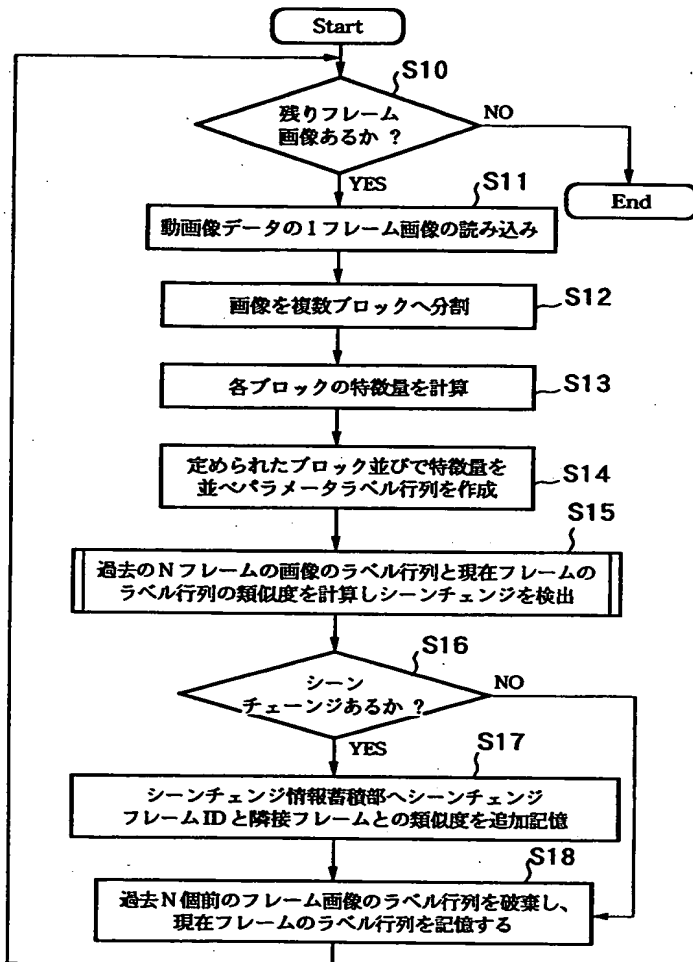 Start
S10
残りフレーム
画像あるか ?
NO
YES
End
S11
動画像データの1フレーム画像の読み込み
画像を複数ブロックへ分割
S12
各ブロックの特徴量を計算
S13
定められたブロック並びで特徴量を
並べパラメータラベル行列を作成
S14
S15
過去のNフレームの画像のラベル行列と現在フレームの
ラベル行列の類似度を計算しシーンチェンジを検出
S16
シーン
チェーンジあるか ?
NO
YES
S17
シーンチェンジ情報蓄積部へシーンチェンジ
フレームIDと隣接フレームとの類似度を追加記憶
S18
過去N個前のフレーム画像のラベル行列を破棄し、
現在フレームのラベル行列を記憶する